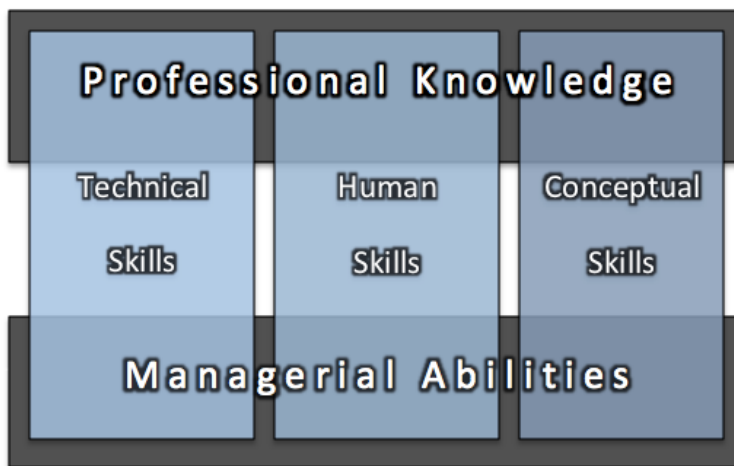 Professional Knowledge
Technical Human Conceptual
Skills Skills Skills
Managerial Abilities